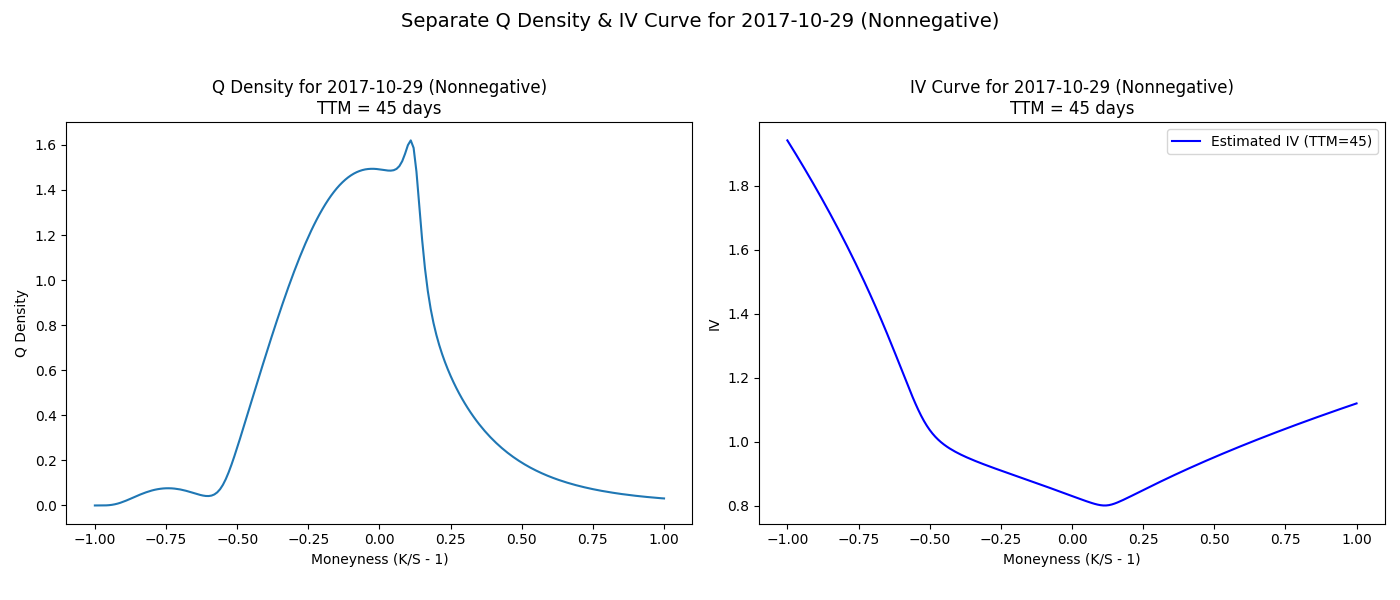 Separate Q Density & IV Curve for 2017-10-29 (Nonnegative)
Q Density for 2017-10-29 (Nonnegative)
TTM = 45 days
Q Density
1.6
1.4
1.2
1.0
0.8
0.6
0.4
0.2
0.0
−1.00 −0.75 −0.50 −0.25 0.00 0.25 0.50 0.75 1.00
Moneyness (K/S - 1)
IV Curve for 2017-10-29 (Nonnegative)
TTM = 45 days
Estimated IV (TTM=45)
IV
1.8
1.6
1.4
1.2
1.0
0.8
−1.00 −0.75 −0.50 −0.25 0.00 0.25 0.50 0.75 1.00
Moneyness (K/S - 1)